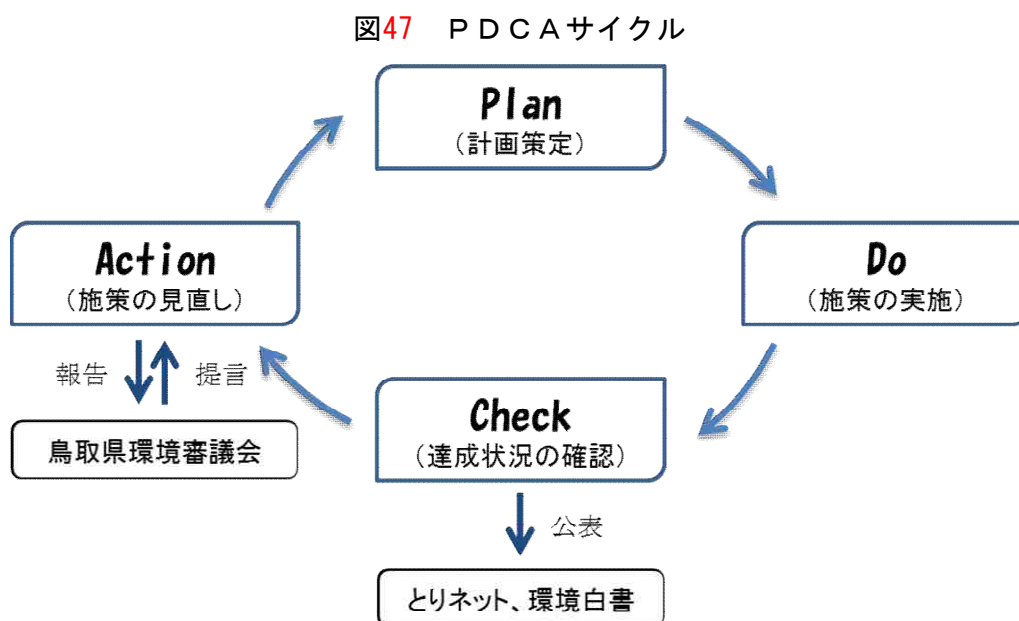 図47 ＰＤＣＡサイクル
Plan
（計画策定）
Do
（施策の実施）
Check
（達成状況の確認）
Action
（施策の見直し）
報告
提言
鳥取県環境審議会
公表
とりネット、環境白書